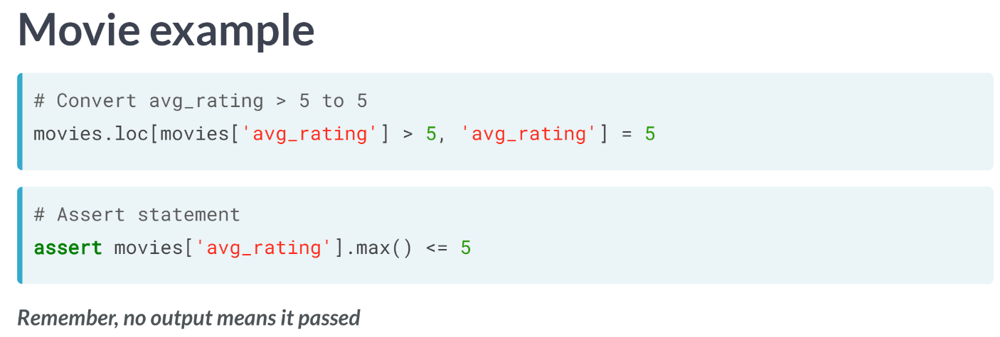 Movie example
# Convert avg_rating > 5 to 5
movies.loc[movies['avg_rating'] > 5, 'avg_rating'] = 5
# Assert statement
assert movies['avg_rating'].max() <= 5
Remember, no output means it passed